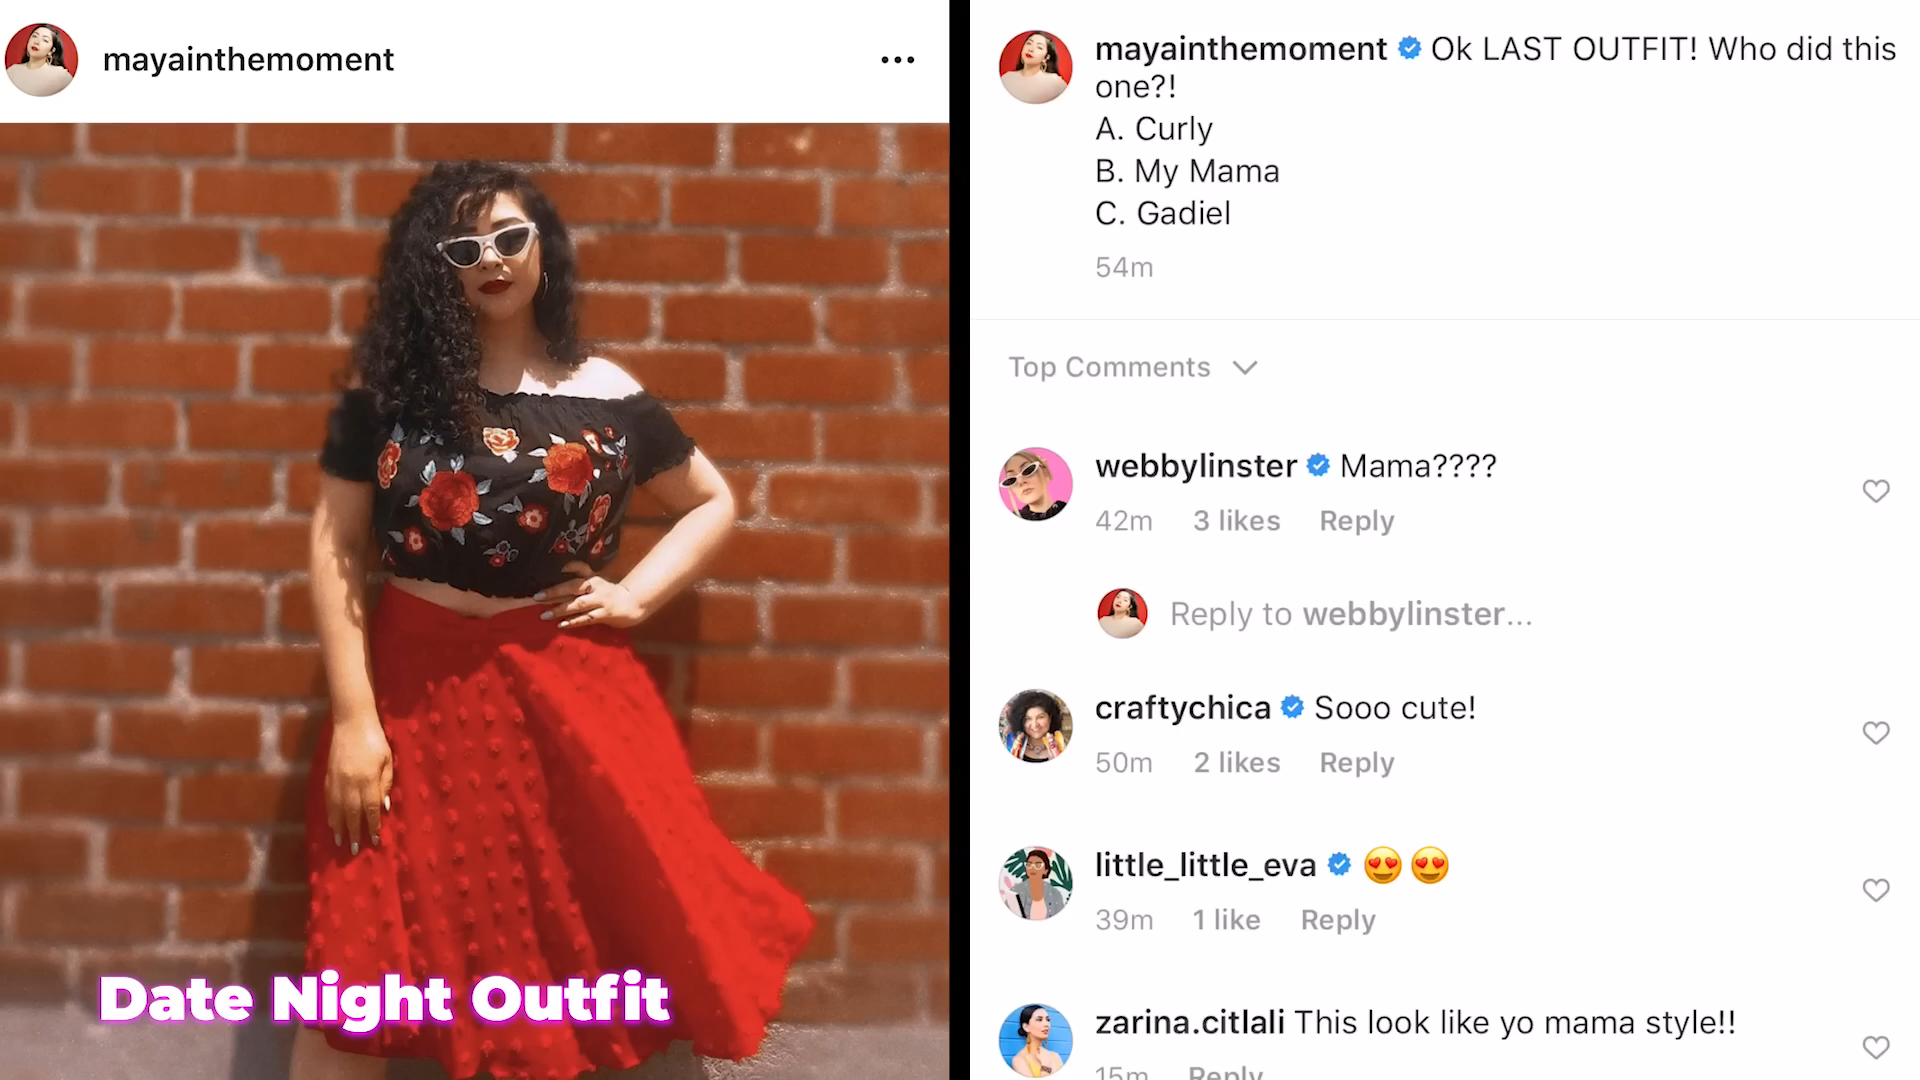 mayainthemoment
Date Night Outfit
mayainthemoment Ok LAST OUTFIT! Who did this
one?!
A. Curly
B. My Mama
C. Gadiel
54m
Top Comments
webbylinster Mama????
42m 3 likes Reply
Reply to webbylinster...
craftychica Sooo cute!
50m 2 likes Reply
little_little_eva 😍😍
39m 1 like Reply
zarina.citlali This look like yo mama style!!
15m Reply